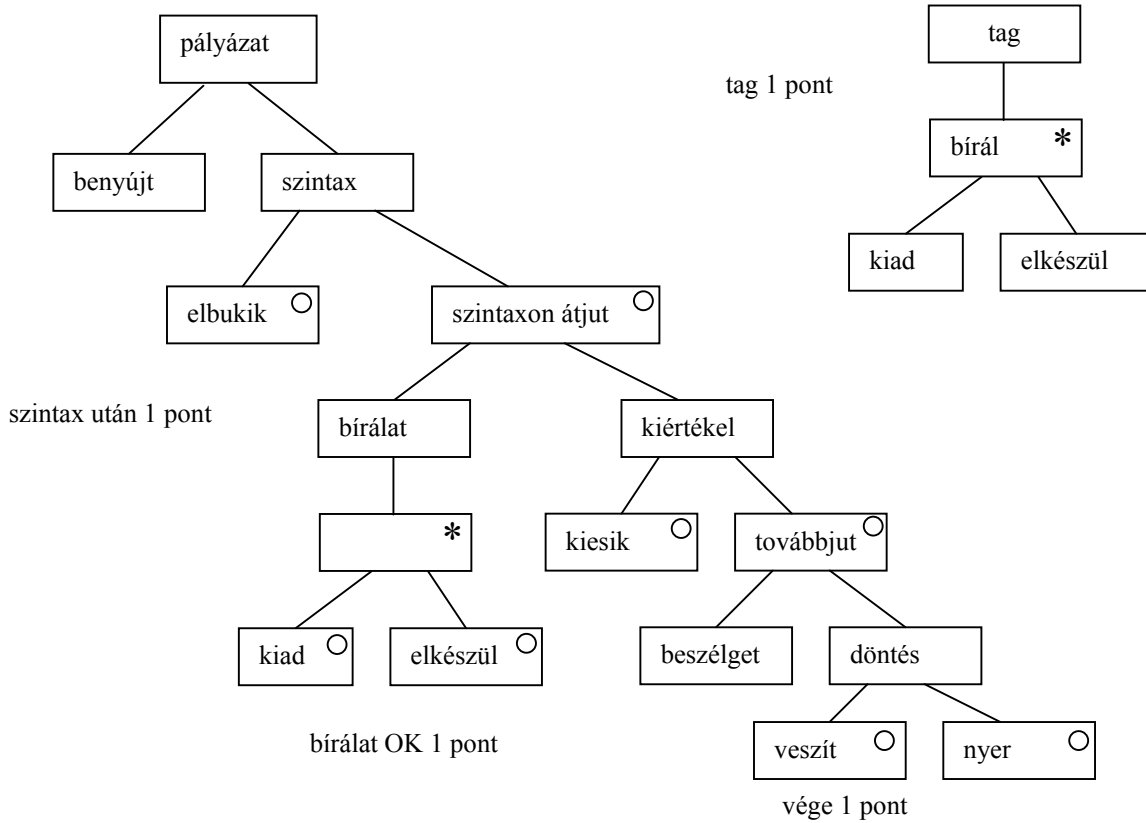 pályázat
tag
tag 1 pont
bírál *
benyújt
szintax
kiad
elkészül
elbukik
szintaxon átjut
szintax után 1 pont
bírálat
kiértékel
*
kiesik
továbbjut
kiad
elkészül
beszélget
döntés
bírálat OK 1 pont
veszít
nyer
vége 1 pont